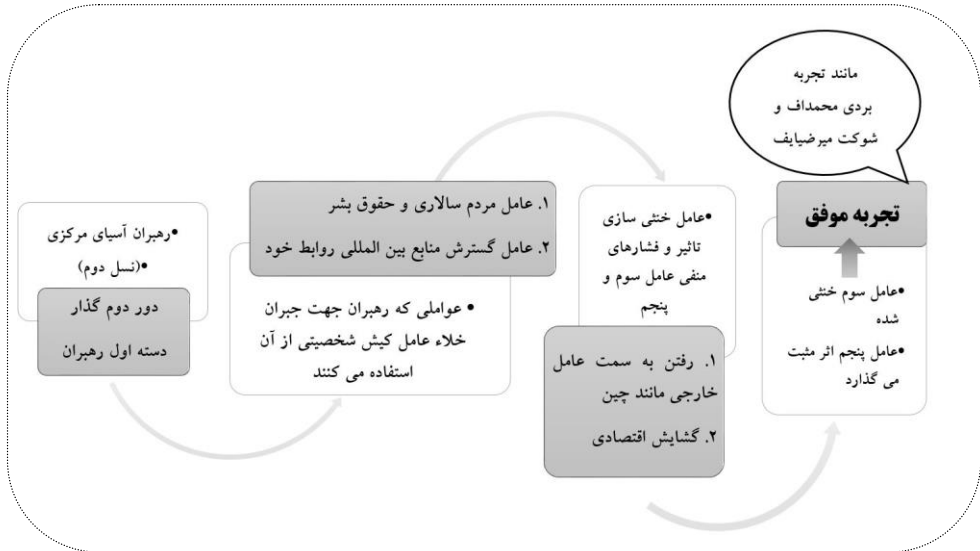 •رهبران آسیای مرکزی
•(نسل دوم)
دور دوم گذار
دسته اول رهبران
۱. عامل مردم سالاری و حقوق بشر
۲. عامل گسترش منابع بین المللی روابط خود
• عواملی که رهبران جهت جبران
خلاء عامل کیش شخصیتی از آن
استفاده می کنند
•عامل خنثی سازی
تاثیر و فشارهای
منفی عامل سوم و
پنجم
۱. رفتن به سمت عامل
خارجی مانند چین
۲. گشایش اقتصادی
مانند تجربه
بردی محمداف و
شوکت میرضیایف
تجربه موفق
•عامل سوم خنثی
شده
•عامل پنجم اثر مثبت
می گذارد